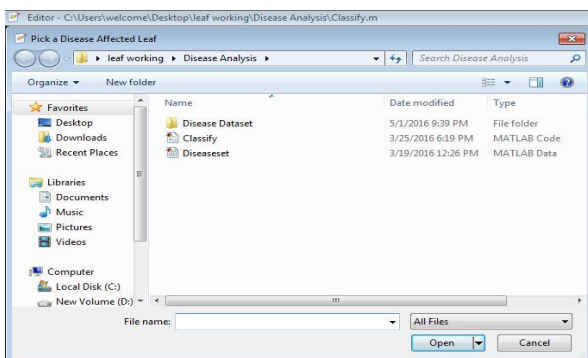 Editor - C:\Users\welcome\Desktop\leaf working\Disease Analysis\Classify.m
Pick a Disease Affected Leaf
leaf working ▸ Disease Analysis ▸
Search Disease Analysis
Organize
New folder
Favorites
Desktop
Downloads
Recent Places
Libraries
Documents
Music
Pictures
Videos
Computer
Local Disk (C:)
New Volume (D:)
Name
Date modified
Type
Disease Dataset
5/1/2016 9:39 PM
File folder
Classify
3/25/2016 6:19 PM
MATLAB Code
Diseaseset
3/19/2016 12:26 PM
MATLAB Data
File name:
All Files
Open
Cancel